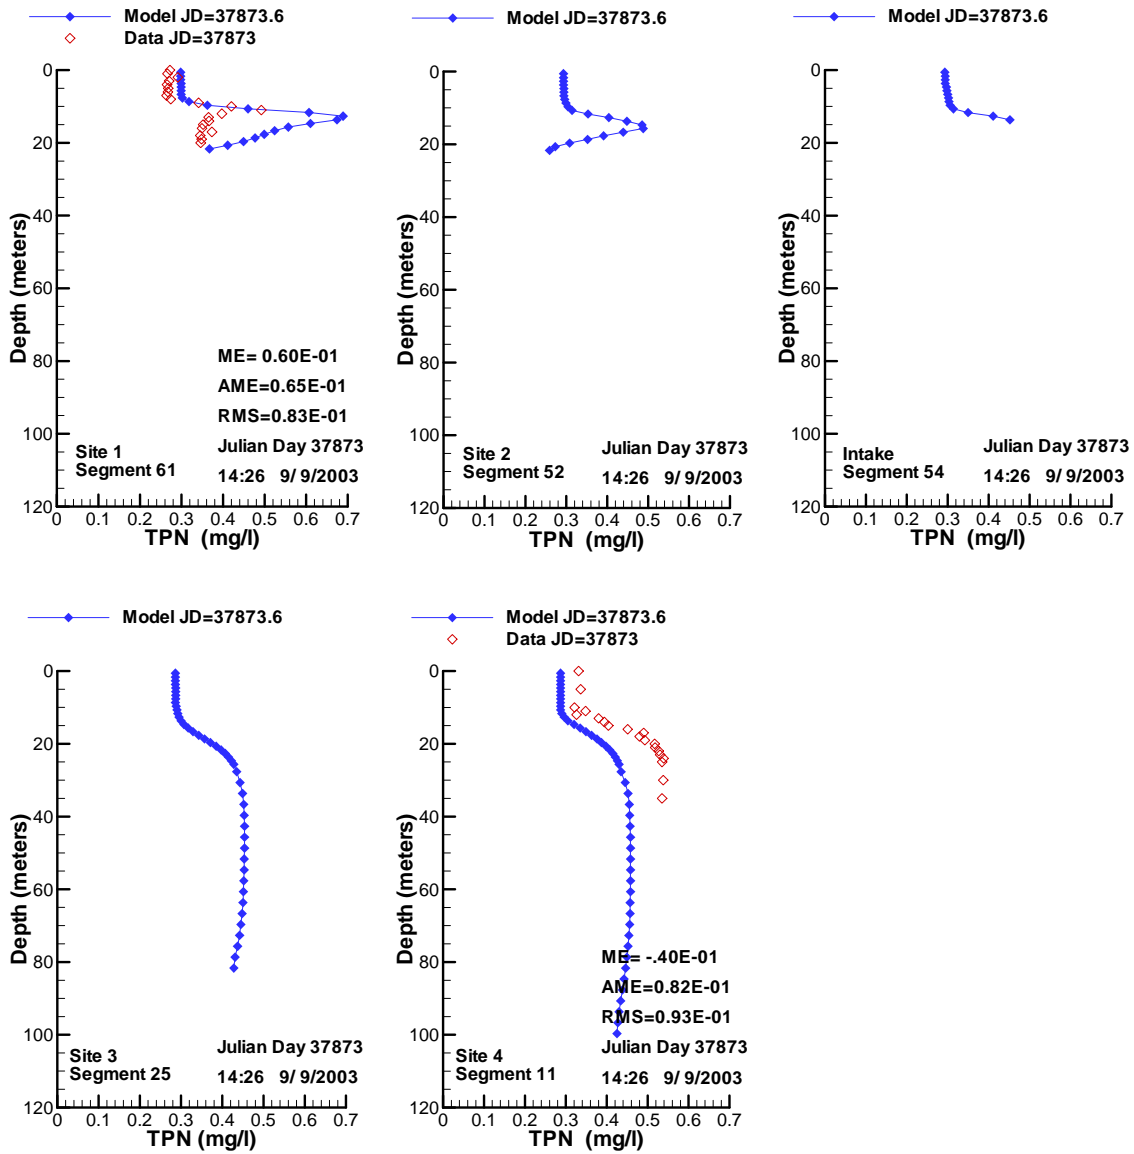 Model JD=37873.6
Data JD=37873
0
20
40
60
80
100
120
Depth (meters)
ME= 0.60E-01
AME=0.65E-01
RMS=0.83E-01
Site 1
Segment 61
Julian Day 37873
14:26 9/ 9/2003
0 0.1 0.2 0.3 0.4 0.5 0.6 0.7
TPN (mg/l)
Model JD=37873.6
0
20
40
60
80
100
120
Depth (meters)
Site 2
Segment 52
Julian Day 37873
14:26 9/ 9/2003
0 0.1 0.2 0.3 0.4 0.5 0.6 0.7
TPN (mg/l)
Model JD=37873.6
0
20
40
60
80
100
120
Depth (meters)
Intake
Segment 54
Julian Day 37873
14:26 9/ 9/2003
0 0.1 0.2 0.3 0.4 0.5 0.6 0.7
TPN (mg/l)
Model JD=37873.6
0
20
40
60
80
100
120
Depth (meters)
Site 3
Segment 25
Julian Day 37873
14:26 9/ 9/2003
0 0.1 0.2 0.3 0.4 0.5 0.6 0.7
TPN (mg/l)
Model JD=37873.6
Data JD=37873
0
20
40
60
80
100
120
Depth (meters)
ME= -.40E-01
AME=0.82E-01
RMS=0.93E-01
Site 4
Segment 11
Julian Day 37873
14:26 9/ 9/2003
0 0.1 0.2 0.3 0.4 0.5 0.6 0.7
TPN (mg/l)